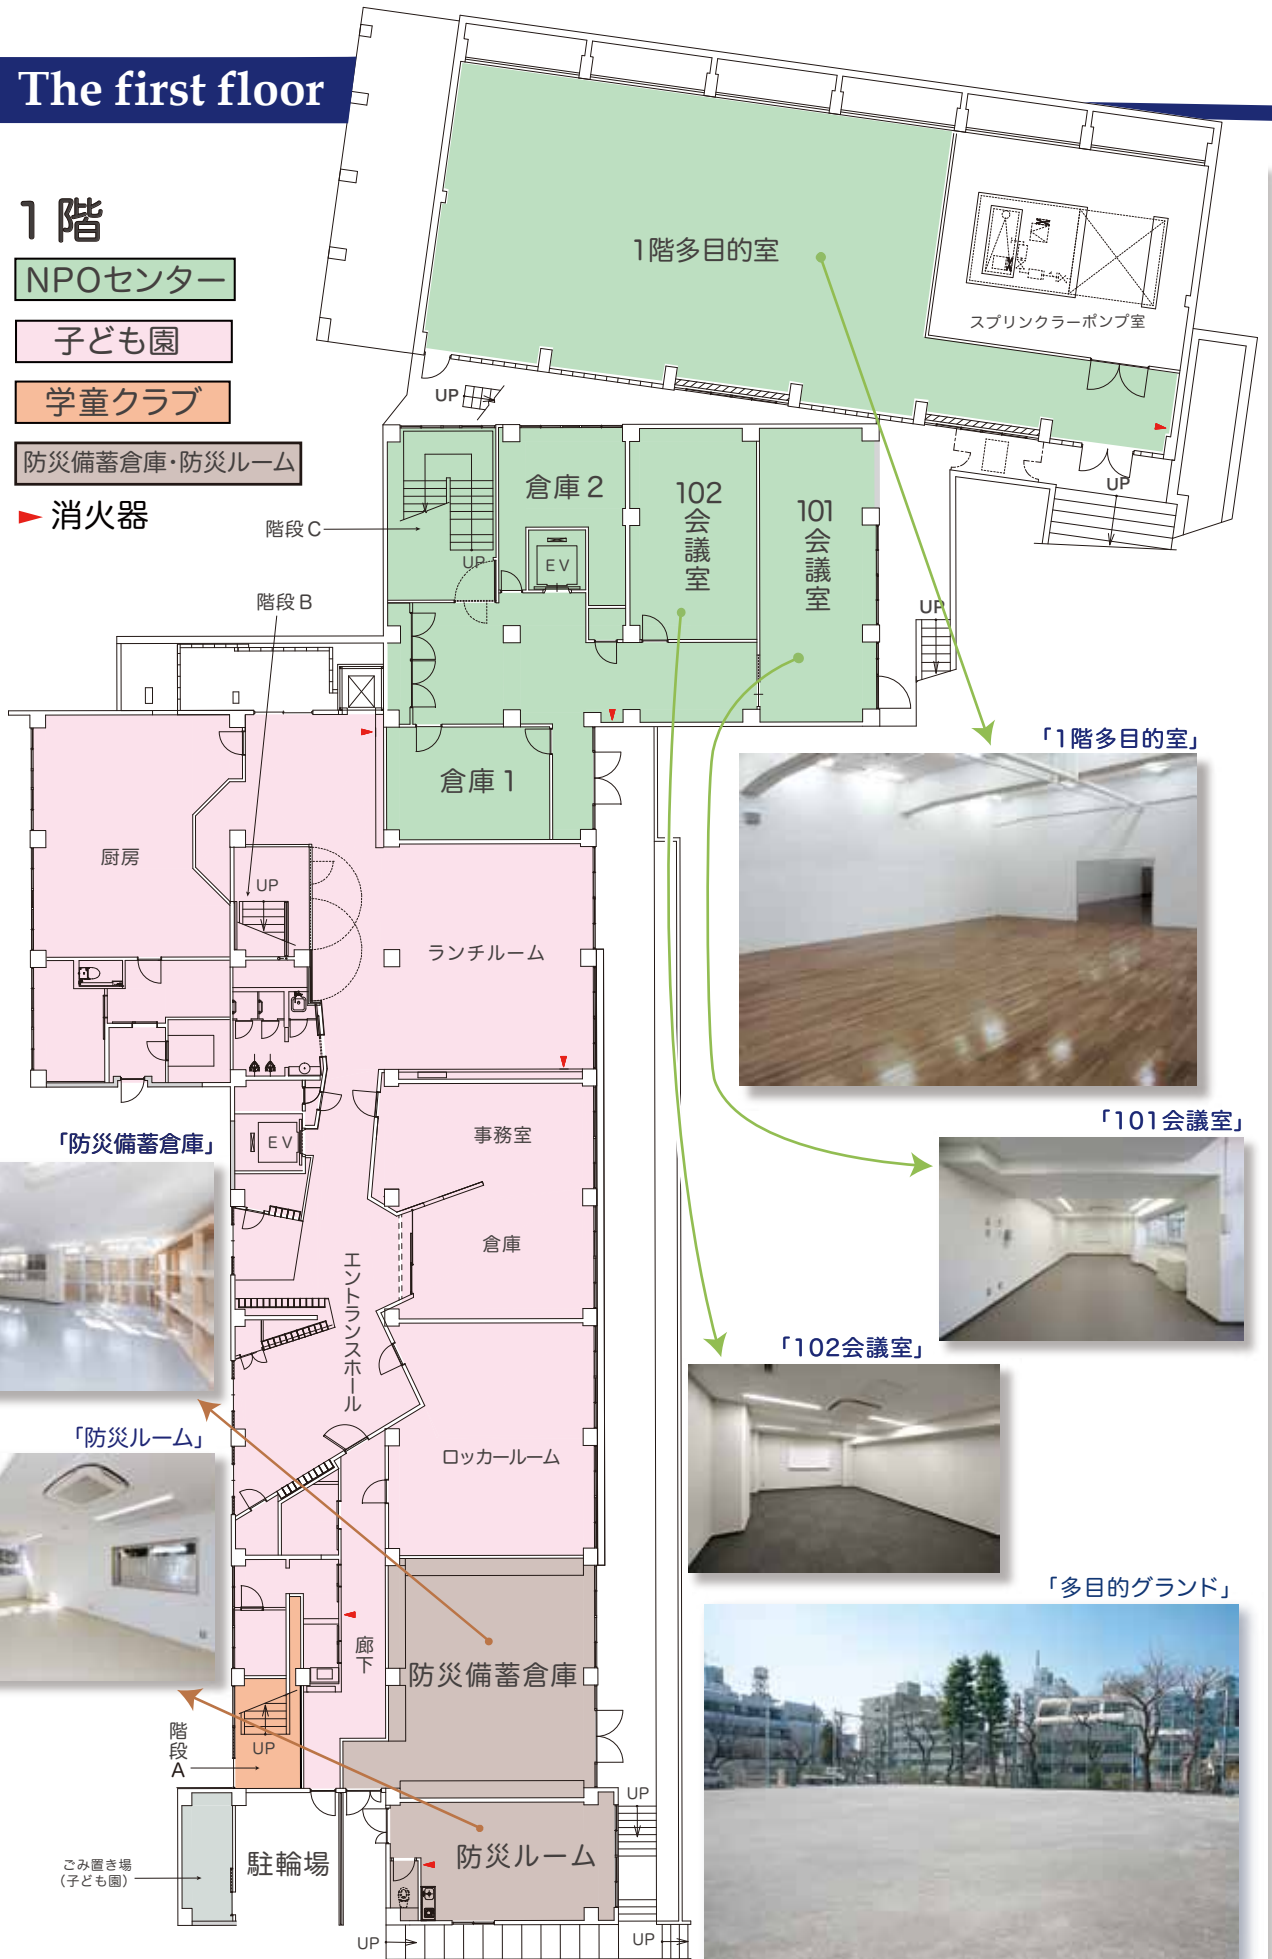 The first floor
1階
NPOセンター
子ども園
学童クラブ
防災備蓄倉庫・防災ルーム
消火器
1階多目的室
スプリンクラーポンプ室
UP
UP
階段C
UP
倉庫2
EV
102会議室
101会議室
UP
階段B
倉庫1
厨房
UP
ランチルーム
「1階多目的室」
事務室
EV
「防災備蓄倉庫」
「101会議室」
倉庫
エントランスホール
「102会議室」
「防災ルーム」
ロッカールーム
「多目的グランド」
廊下
防災備蓄倉庫
階段A
UP
UP
ごみ置き場
(子ども園)
駐輪場
防災ルーム
UP
UP